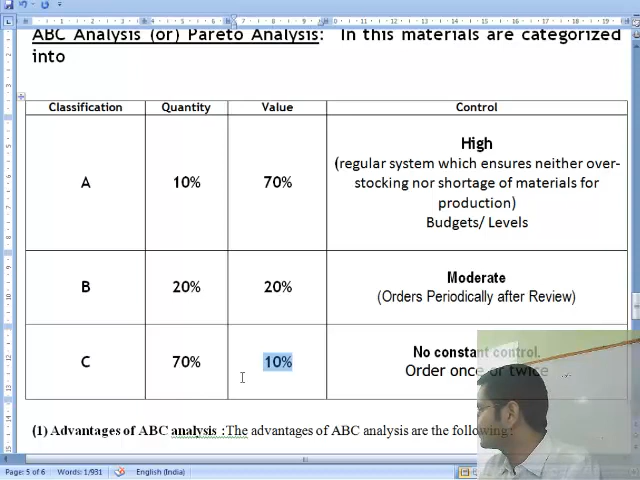 ABC Analysis (or) Pareto Analysis: In this materials are categorized
into
Classification Quantity Value Control
A 10% 70% High
(regular system which ensures neither over-
stocking nor shortage of materials for
production)
Budgets/ Levels
B 20% 20% Moderate
(Orders Periodically after Review)
C 70% 10% No constant control.
Order once or twice
(1) Advantages of ABC analysis :The advantages of ABC analysis are the following:
Page: 5 of 6 Words: 1/931 English (India)